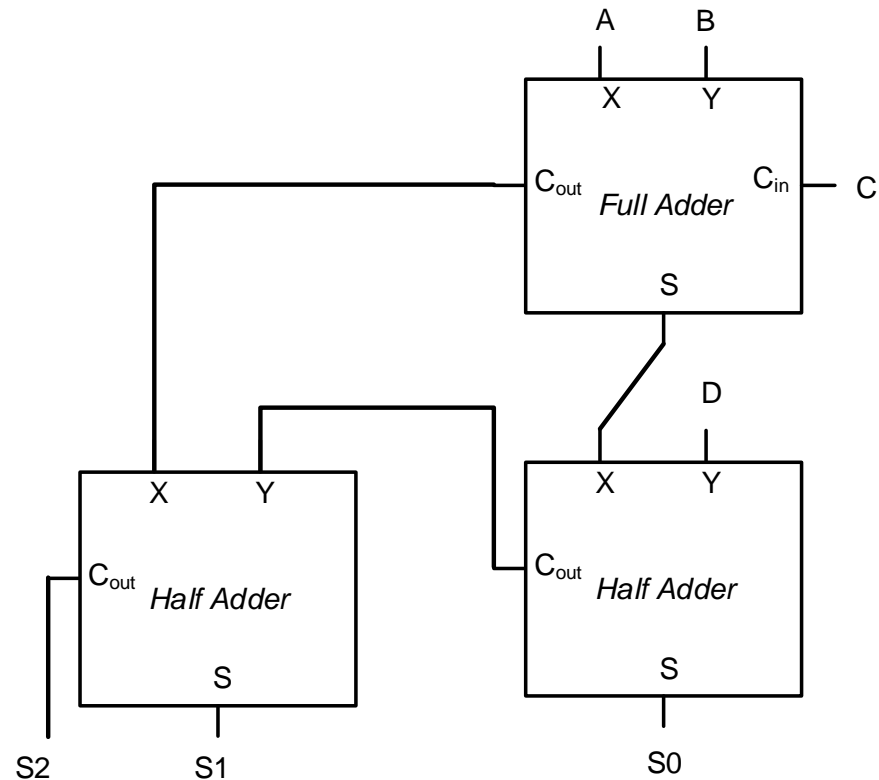 A B
X Y
Cout Full Adder Cin C
S
D
X Y X Y
Cout Half Adder Cout Half Adder
S S
S2 S1 S0